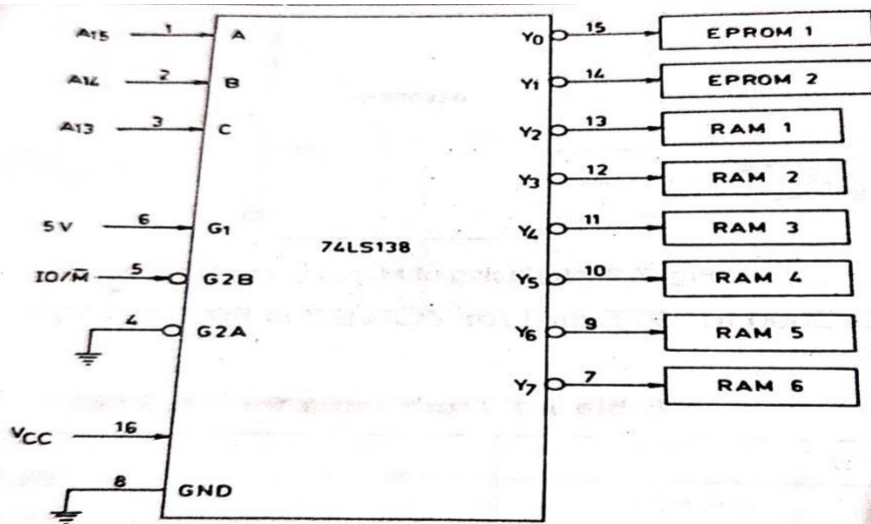 A15 1 A Y0 15 EPROM 1
A14 2 B Y1 14 EPROM 2
A13 3 C Y2 13 RAM 1
Y3 12 RAM 2
5V 6 G1 Y4 11 RAM 3
74LS138
IO/M̅ 5 G2B Y5 10 RAM 4
4 G2A Y6 9 RAM 5
Y7 7 RAM 6
VCC 16
8 GND